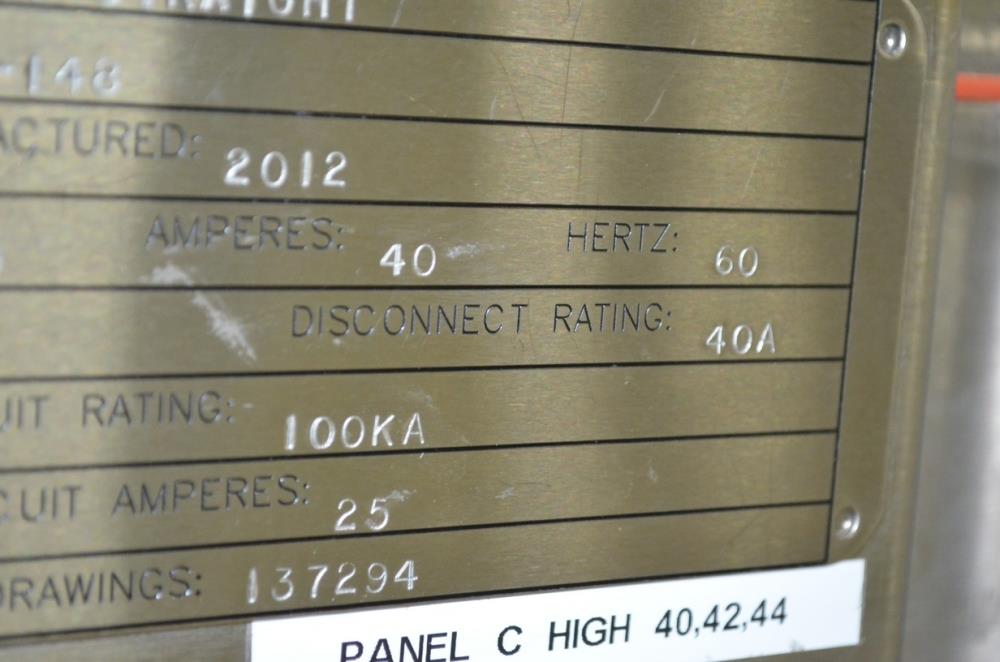 STRAIGHT
-148
ACTURED: 2012
AMPERES: 40 HERTZ: 60
DISCONNECT RATING: 40A
UIT RATING: 100KA
CUIT AMPERES: 25
DRAWINGS: 137294
PANEL C HIGH 40,42,44